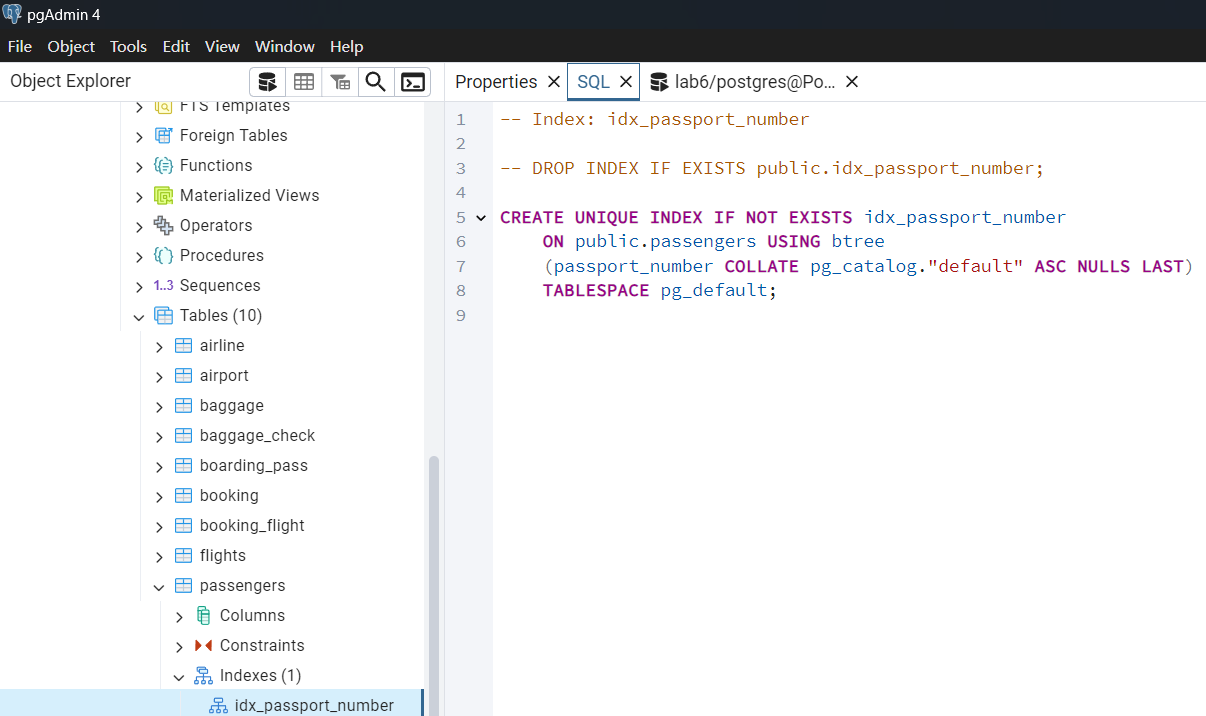 pgAdmin 4
File Object Tools Edit View Window Help
Object Explorer
Properties SQL lab6/postgres@Po...
FTS Templates
Foreign Tables
Functions
Materialized Views
Operators
Procedures
1..3 Sequences
Tables (10)
airline
airport
baggage
baggage_check
boarding_pass
booking
booking_flight
flights
passengers
Columns
Constraints
Indexes (1)
idx_passport_number
1 -- Index: idx_passport_number
2
3 -- DROP INDEX IF EXISTS public.idx_passport_number;
4
5 CREATE UNIQUE INDEX IF NOT EXISTS idx_passport_number
6 ON public.passengers USING btree
7 (passport_number COLLATE pg_catalog."default" ASC NULLS LAST)
8 TABLESPACE pg_default;
9